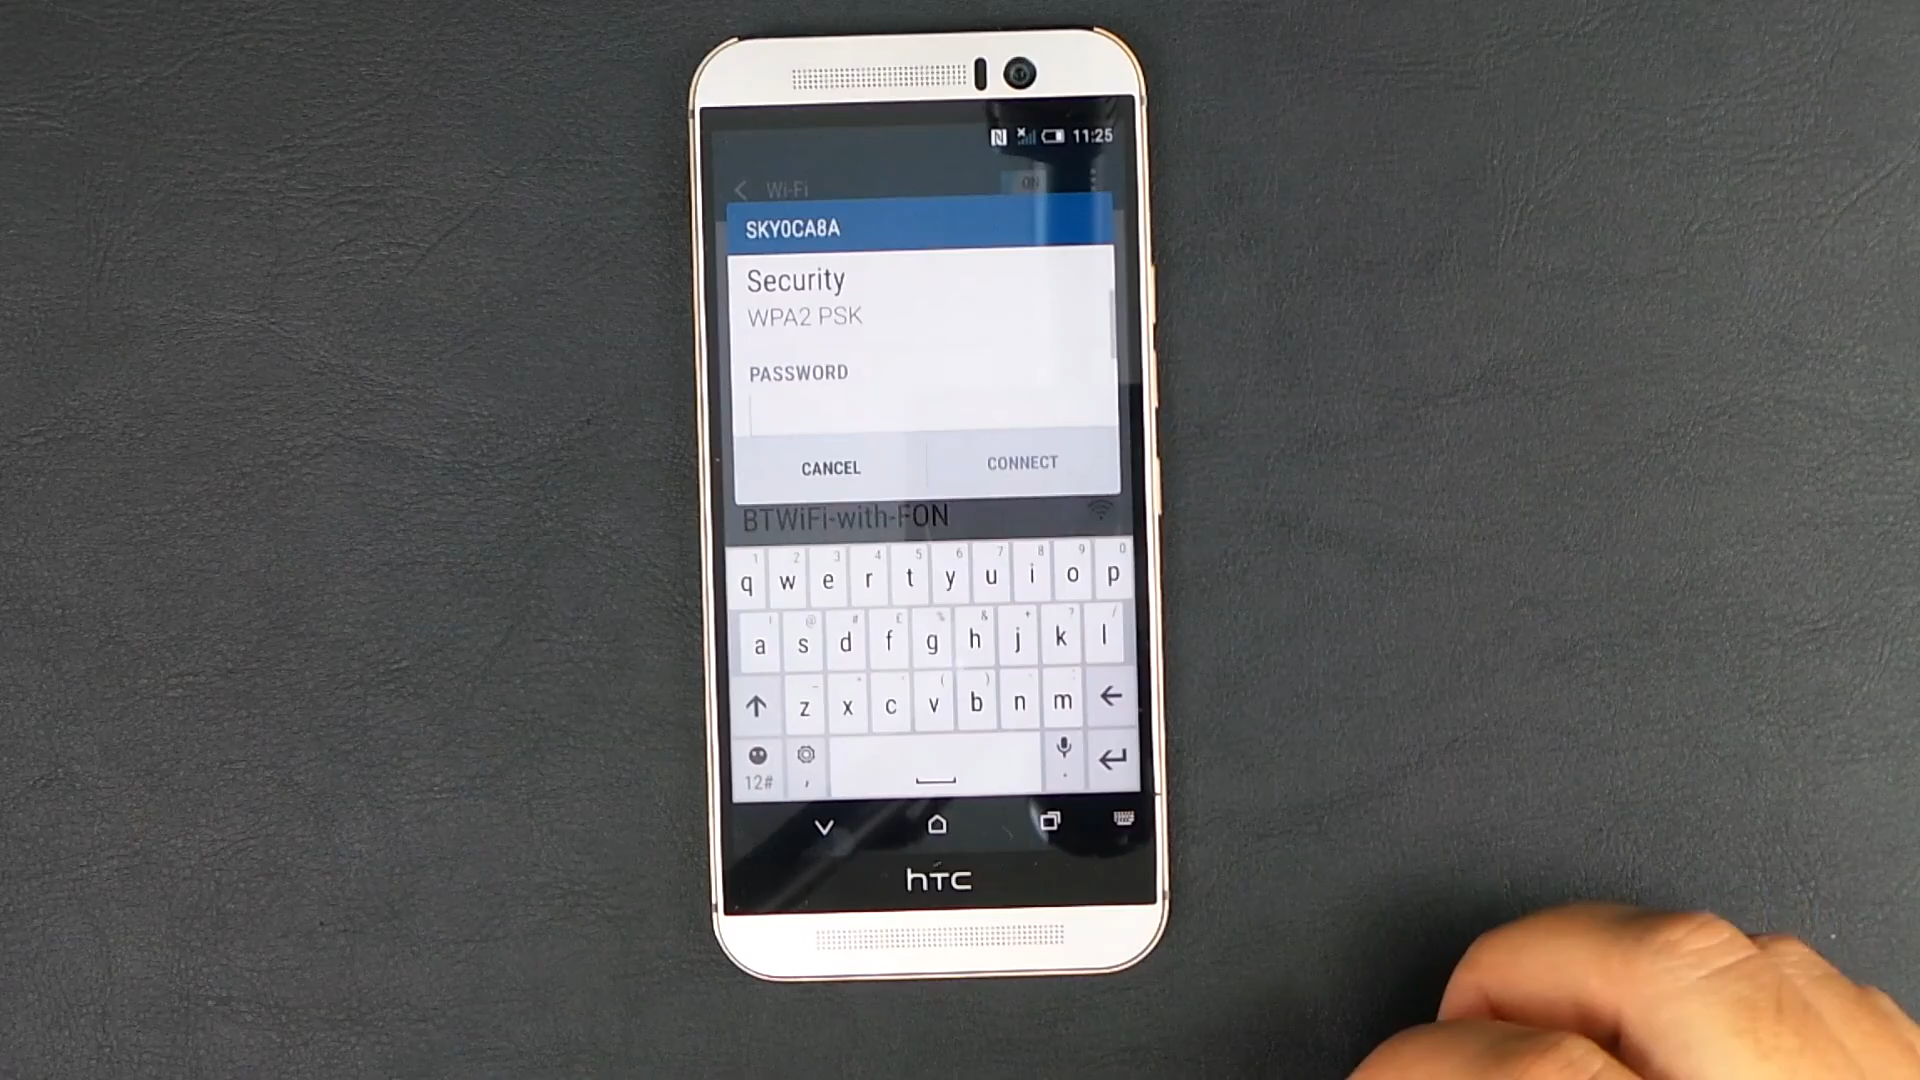 11:25
Wi-Fi ON
SKY0CA8A
Security
WPA2 PSK
PASSWORD
CANCEL CONNECT
BTWiFi-with-FON
1 2 3 4 5 6 7 8 9 0
q w e r t y u i o p
! @ # £ % & + ? /
a s d f g h j k l
z x c v b n m
12# , .
hTC